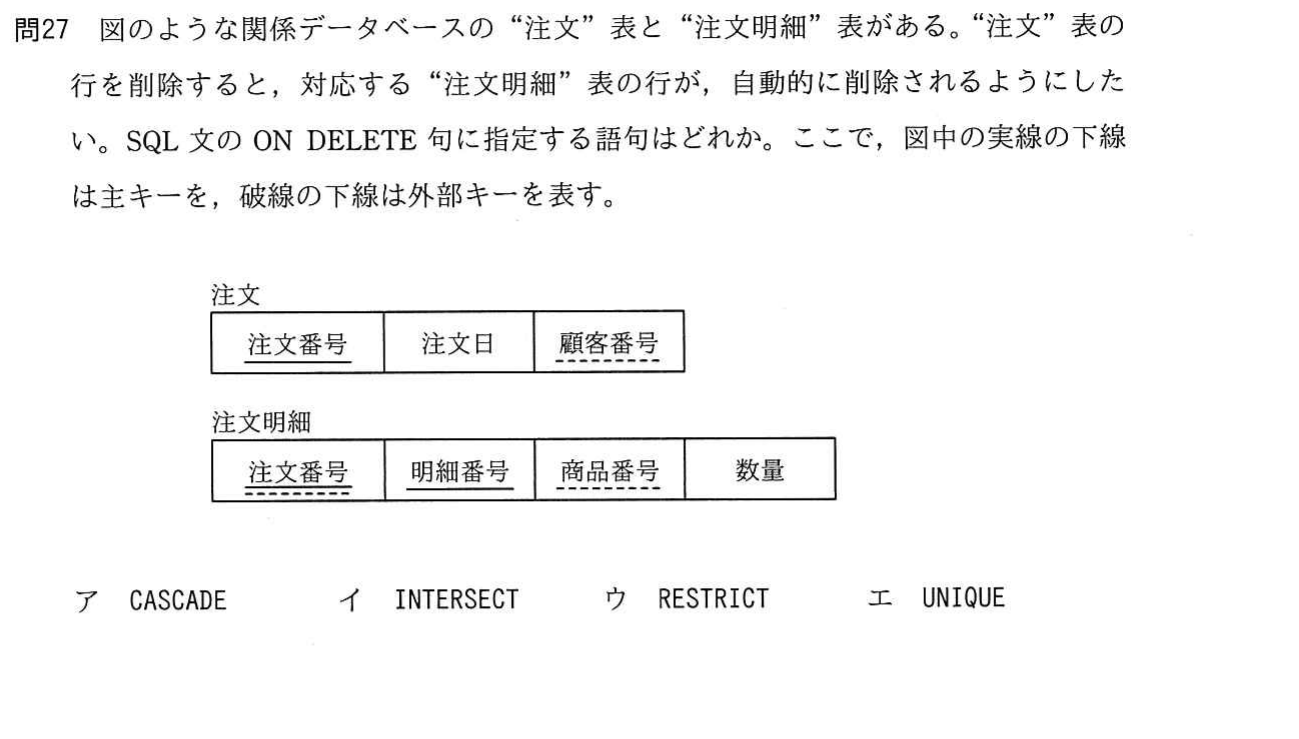 問27　図のような関係データベースの“注文”表と“注文明細”表がある。“注文”表の
行を削除すると，対応する“注文明細”表の行が，自動的に削除されるようにした
い。SQL 文の ON DELETE 句に指定する語句はどれか。ここで，図中の実線の下線
は主キーを，破線の下線は外部キーを表す。
注文
注文番号　注文日　顧客番号
注文明細
注文番号　明細番号　商品番号　数量
ア　CASCADE　イ　INTERSECT　ウ　RESTRICT　エ　UNIQUE